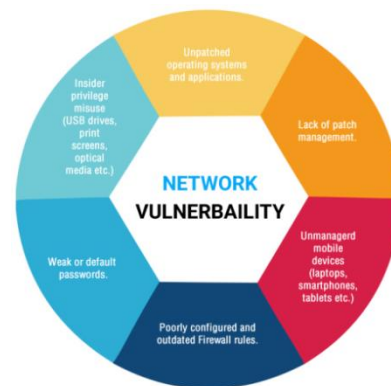 Unpatched
operating systems
and applications.
Lack of patch
management.
Unmanagerd
mobile
devices
(laptops,
smartphones,
tablets etc.)
Poorly configured and
outdated Firewall rules.
Weak or default
passwords.
Insider
privilege
misuse
(USB drives,
print
screens,
optical
media etc.)
NETWORK
VULNERBAILITY